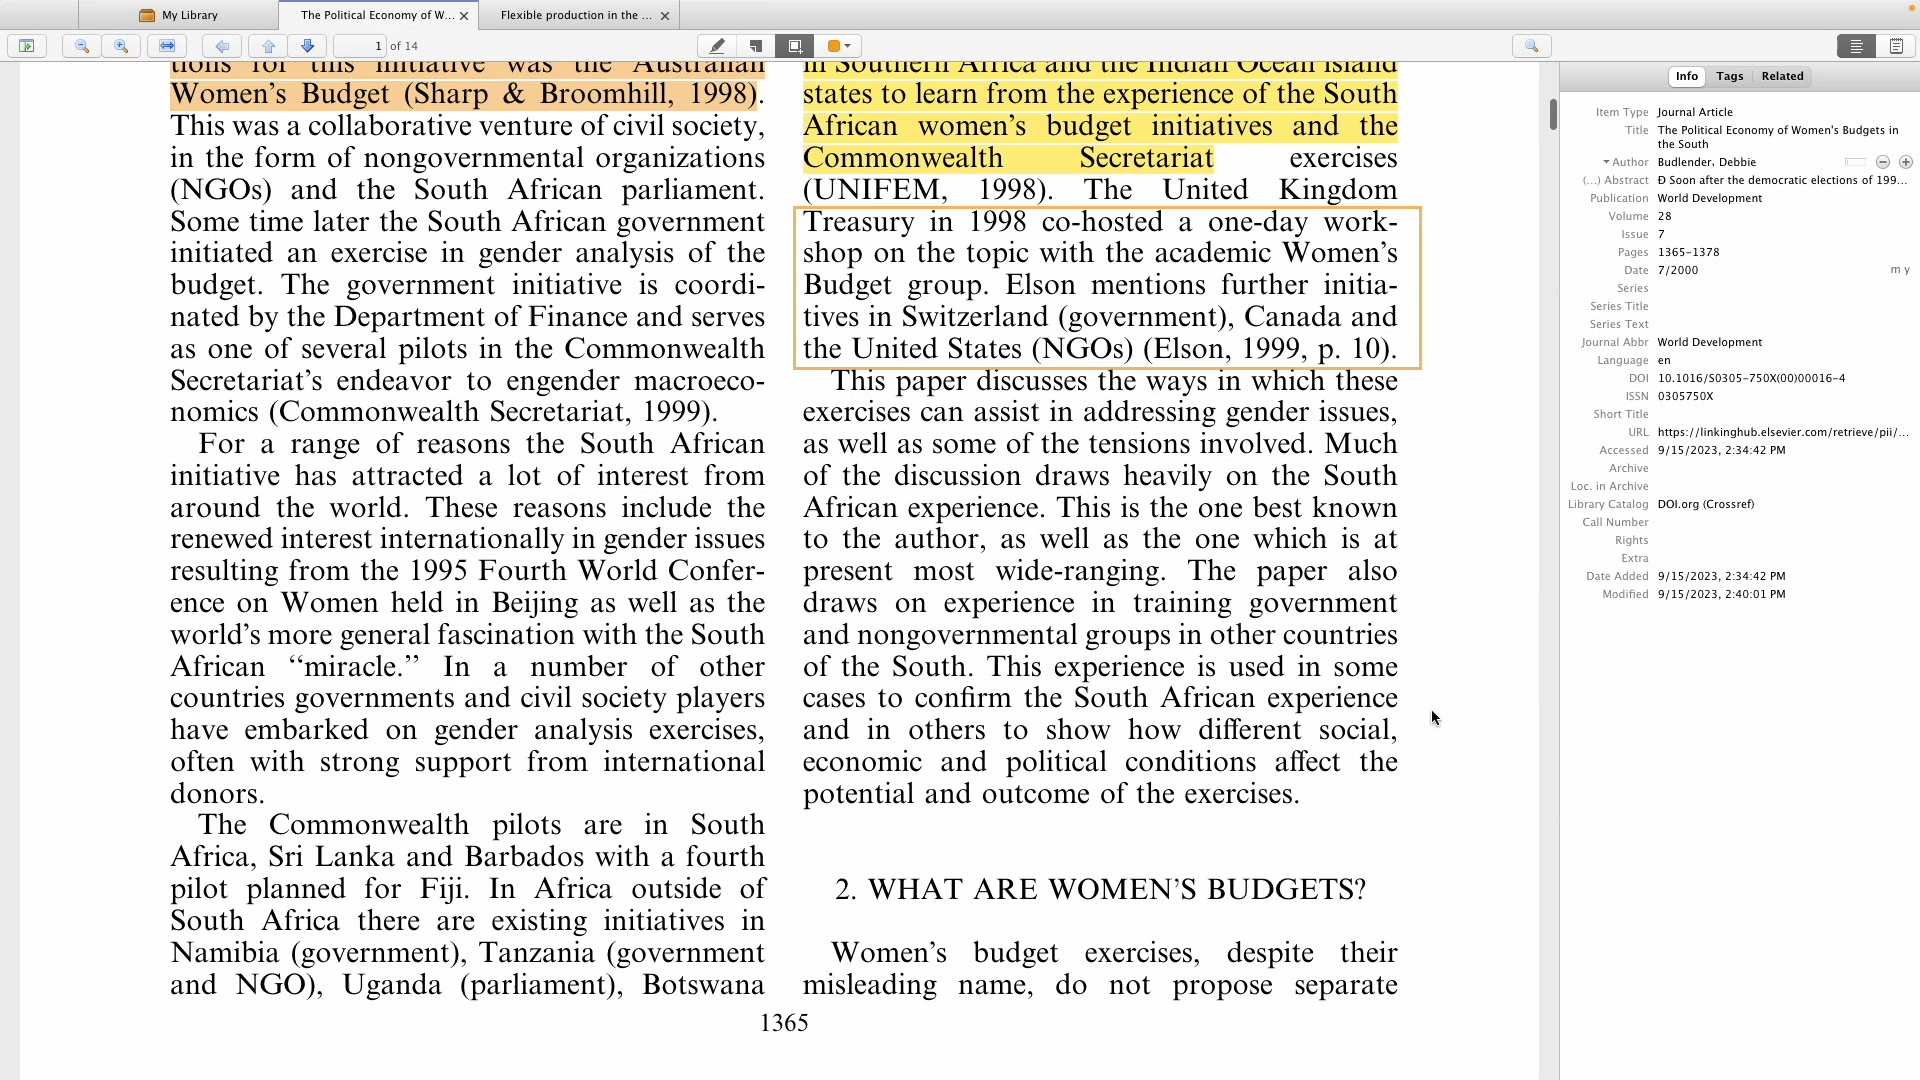 My Library
The Political Economy of W...
Flexible production in the ...
1 of 14
tions for this initiative was the Australian
Women’s Budget (Sharp & Broomhill, 1998).
This was a collaborative venture of civil society,
in the form of nongovernmental organizations
(NGOs) and the South African parliament.
Some time later the South African government
initiated an exercise in gender analysis of the
budget. The government initiative is coordi-
nated by the Department of Finance and serves
as one of several pilots in the Commonwealth
Secretariat’s endeavor to engender macroeco-
nomics (Commonwealth Secretariat, 1999).
For a range of reasons the South African
initiative has attracted a lot of interest from
around the world. These reasons include the
renewed interest internationally in gender issues
resulting from the 1995 Fourth World Confer-
ence on Women held in Beijing as well as the
world’s more general fascination with the South
African ‘‘miracle.’’ In a number of other
countries governments and civil society players
have embarked on gender analysis exercises,
often with strong support from international
donors.
The Commonwealth pilots are in South
Africa, Sri Lanka and Barbados with a fourth
pilot planned for Fiji. In Africa outside of
South Africa there are existing initiatives in
Namibia (government), Tanzania (government
and NGO), Uganda (parliament), Botswana
in Southern Africa and the Indian Ocean island
states to learn from the experience of the South
African women’s budget initiatives and the
Commonwealth Secretariat exercises
(UNIFEM, 1998). The United Kingdom
Treasury in 1998 co-hosted a one-day work-
shop on the topic with the academic Women’s
Budget group. Elson mentions further initia-
tives in Switzerland (government), Canada and
the United States (NGOs) (Elson, 1999, p. 10).
This paper discusses the ways in which these
exercises can assist in addressing gender issues,
as well as some of the tensions involved. Much
of the discussion draws heavily on the South
African experience. This is the one best known
to the author, as well as the one which is at
present most wide-ranging. The paper also
draws on experience in training government
and nongovernmental groups in other countries
of the South. This experience is used in some
cases to confirm the South African experience
and in others to show how different social,
economic and political conditions affect the
potential and outcome of the exercises.
2. WHAT ARE WOMEN’S BUDGETS?
Women’s budget exercises, despite their
misleading name, do not propose separate
1365
Info Tags Related
Item Type Journal Article
Title The Political Economy of Women's Budgets in
the South
Author Budlender, Debbie
(...) Abstract Ð Soon after the democratic elections of 199...
Publication World Development
Volume 28
Issue 7
Pages 1365-1378
Date 7/2000 m y
Series
Series Title
Series Text
Journal Abbr World Development
Language en
DOI 10.1016/S0305-750X(00)00016-4
ISSN 0305750X
Short Title
URL https://linkinghub.elsevier.com/retrieve/pii/...
Accessed 9/15/2023, 2:34:42 PM
Archive
Loc. in Archive
Library Catalog DOI.org (Crossref)
Call Number
Rights
Extra
Date Added 9/15/2023, 2:34:42 PM
Modified 9/15/2023, 2:40:01 PM